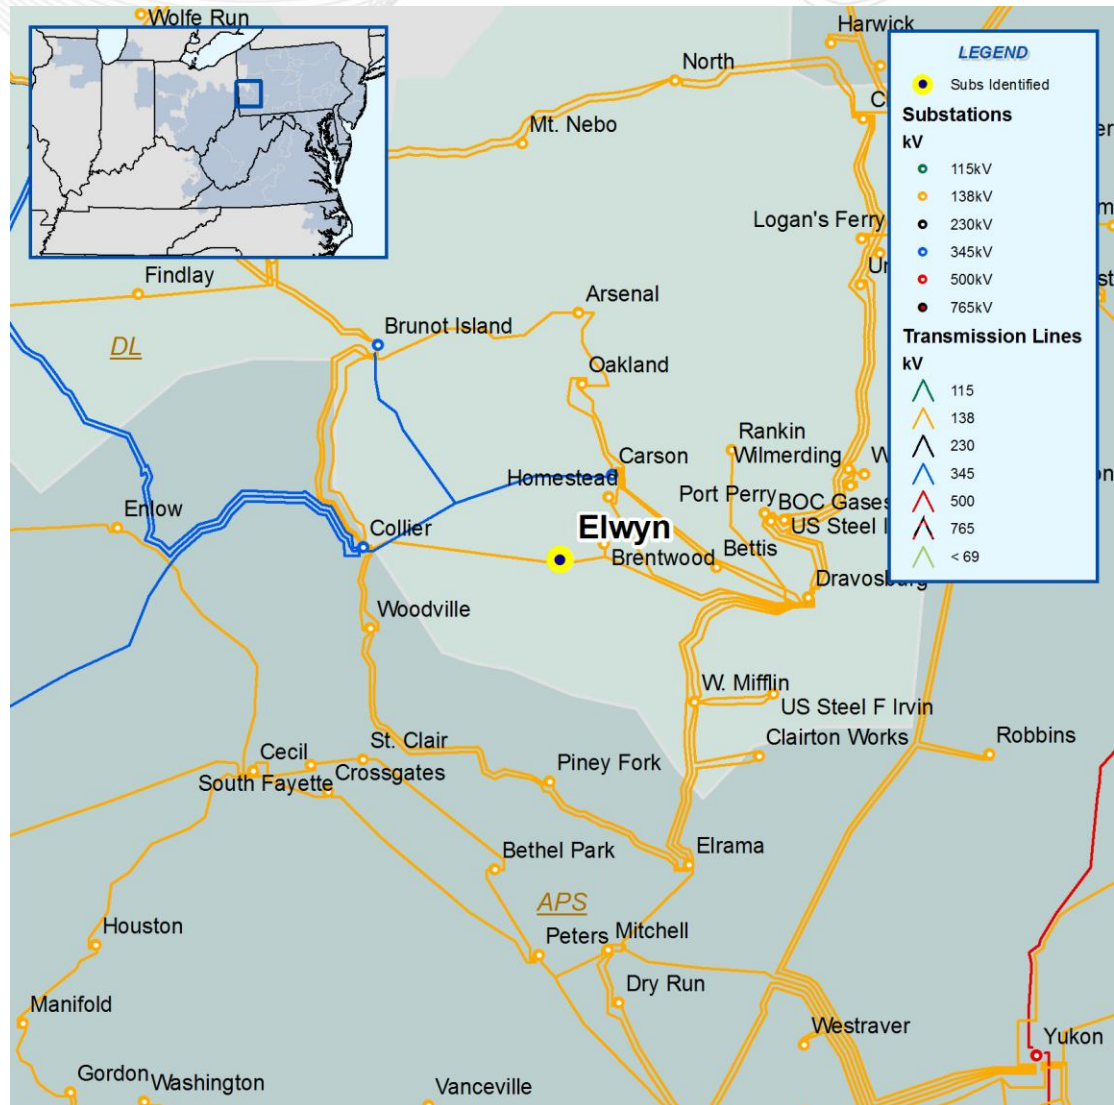 Wolfe Run
Harwick
North
Mt. Nebo
Logan's Ferry
Findlay
Arsenal
Brunot Island
DL
Oakland
Rankin
Carson
Wilmerding
Homestead
Port Perry
BOC Gases
Enlow
Elwyn
US Steel
Collier
Brentwood
Bettis
Dravosburg
Woodville
W. Mifflin
US Steel F Irvin
St. Clair
Clairton Works
Robbins
Cecil
Crossgates
Piney Fork
South Fayette
Bethel Park
Elrama
APS
Houston
Peters
Mitchell
Dry Run
Manifold
Westraver
Yukon
Gordon
Washington
Vanceville
LEGEND
Subs Identified
Substations
kV
115kV
138kV
230kV
345kV
500kV
765kV
Transmission Lines
kV
115
138
230
345
500
765
< 69